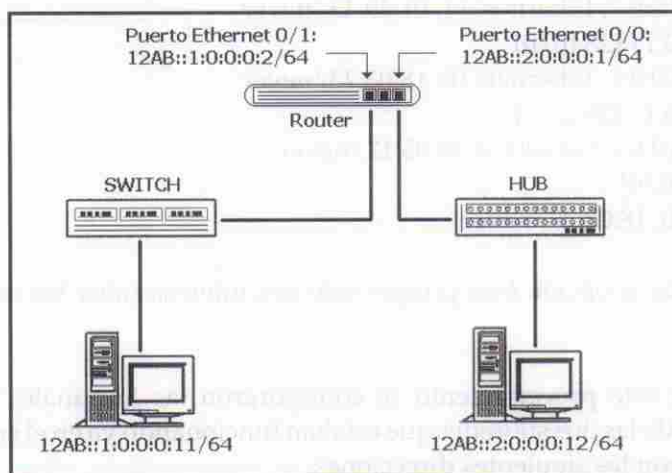 Puerto Ethernet 0/1:
12AB::1:0:0:0:2/64
Puerto Ethernet 0/0:
12AB::2:0:0:0:1/64
Router
SWITCH
HUB
12AB::1:0:0:0:11/64
12AB::2:0:0:0:12/64